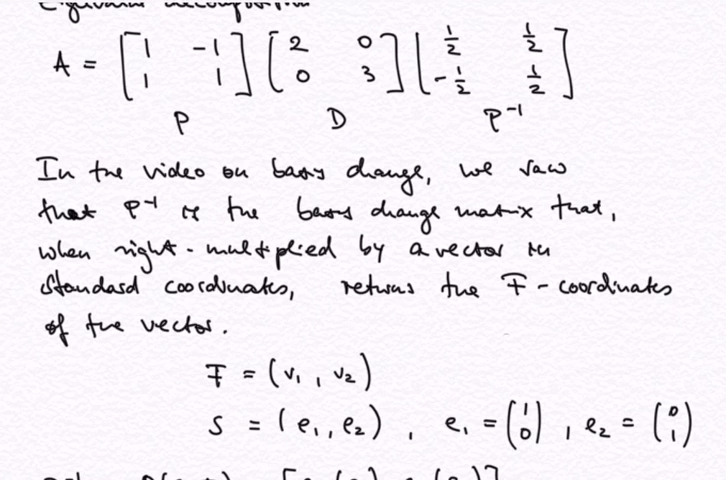 Eigenvalue decomposition
A = [1 -1; 1 1] [2 0; 0 3] [1/2 1/2; -1/2 1/2]
P D P⁻¹
In the video on basis change, we saw
that P⁻¹ is the basis change matrix that,
when right-multiplied by a vector in
standard coordinates, returns the F-coordinates
of the vector.
F = (v₁, v₂)
S = (e₁, e₂), e₁ = (1 0), e₂ = (0 1)